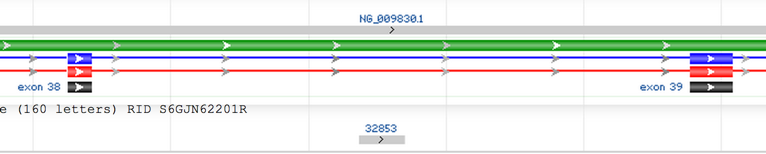 NG_009830.1
exon 38
exon 39
e (160 letters) RID S6GJN62201R
32853